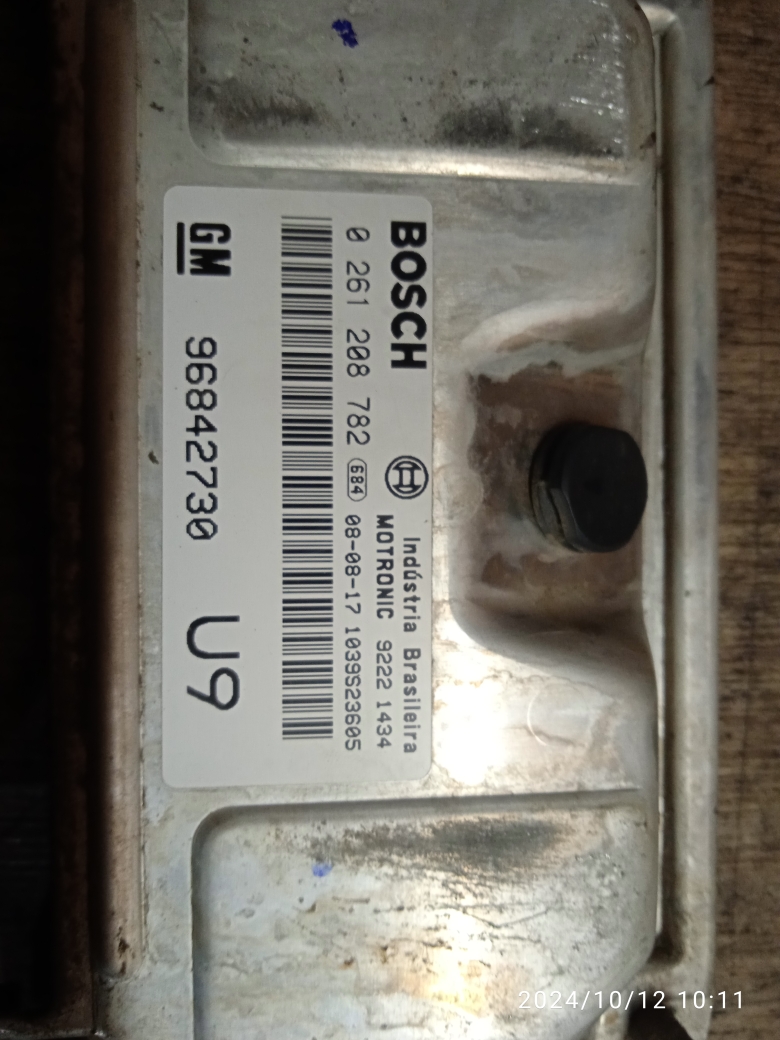 BOSCH Indústria Brasileira
MOTRONIC 9222 1434
0 261 208 782 684 08-08-17 1039S23605
GM 96842730 U9
2024/10/12 10:11